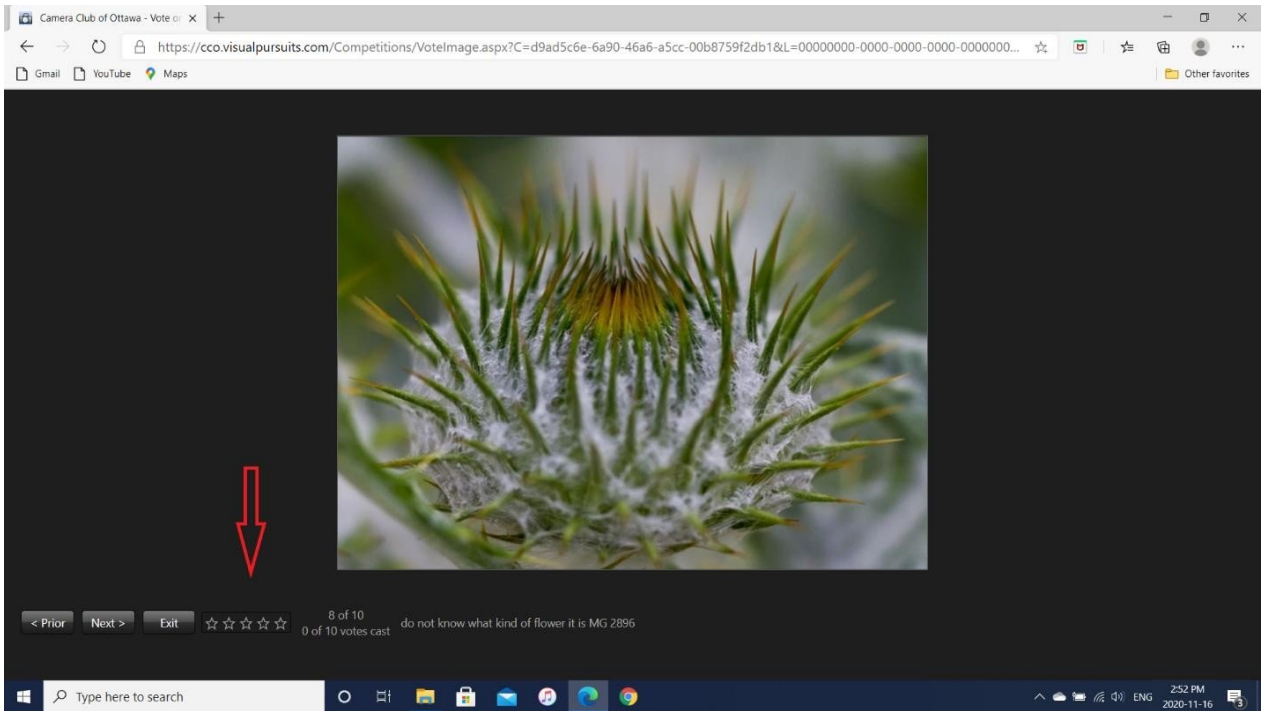 Camera Club of Ottawa - Vote o
https://cco.visualpursuits.com/Competitions/VoteImage.aspx?C=d9ad5c6e-6a90-46a6-a5cc-00b8759f2db1&L=00000000-0000-0000-0000-0000000...
Gmail YouTube Maps Other favorites
< Prior Next > Exit
8 of 10
0 of 10 votes cast
do not know what kind of flower it is MG 2896
Type here to search
ENG
2:52 PM
2020-11-16
3